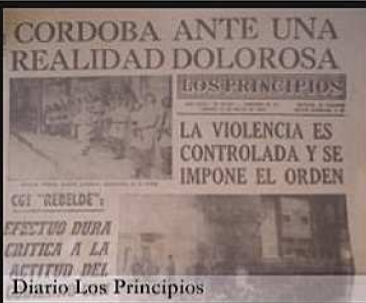 CORDOBA ANTE UNA
REALIDAD DOLOROSA
LOS PRINCIPIOS
LA VIOLENCIA ES
CONTROLADA Y SE
IMPONE EL ORDEN
CGT "REBELDE":
EFECTUO DURA
CRITICA A LA
ACTITUD DEL
Diario Los Principios